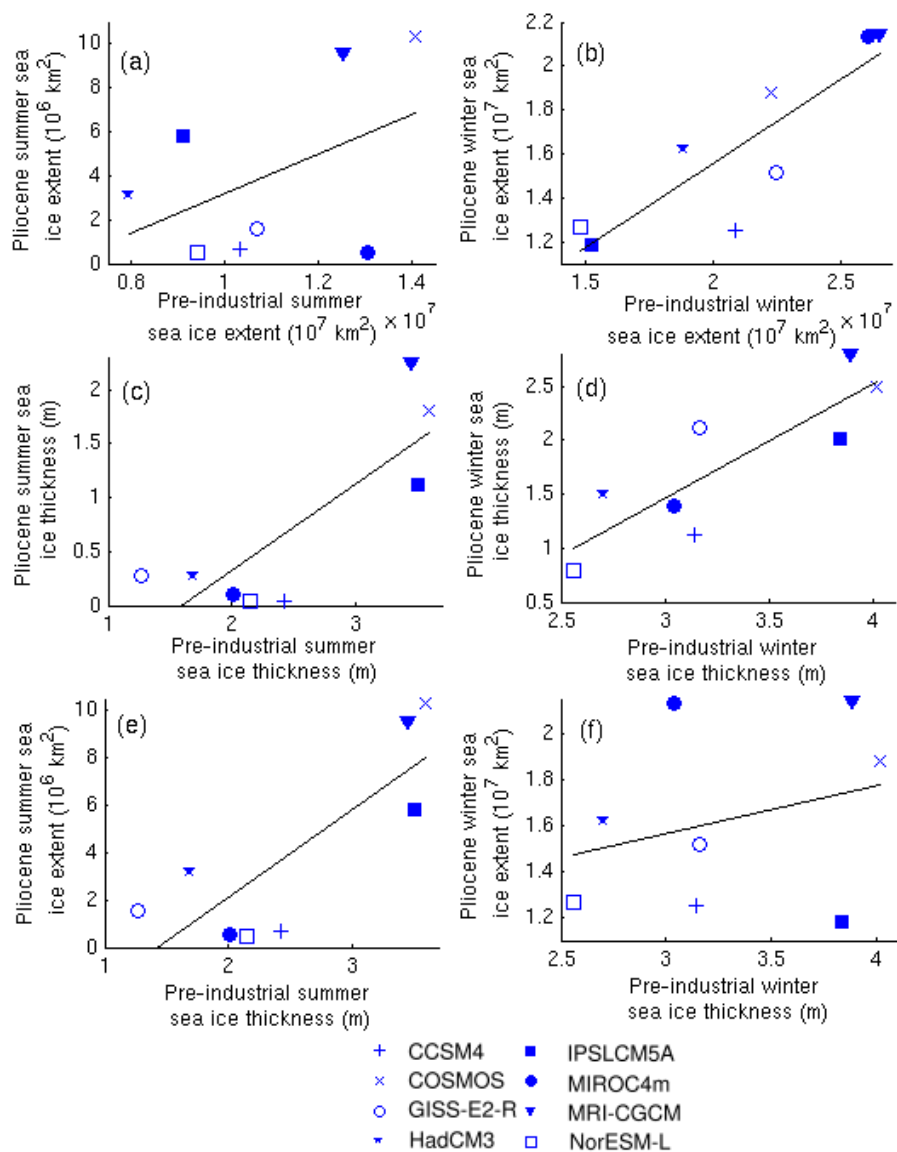 (a)
Pliocene summer sea
ice extent (10⁶ km²)
10
8
6
4
2
0
0.8
1
1.2
1.4
Pre-industrial summer
sea ice extent (10⁷ km²)
× 10⁷
(b)
Pliocene winter sea
ice extent (10⁷ km²)
2.2
2
1.8
1.6
1.4
1.2
1.5
2
2.5
Pre-industrial winter
sea ice extent (10⁷ km²)
× 10⁷
(c)
Pliocene summer sea
ice thickness (m)
2
1.5
1
0.5
0
1
2
3
Pre-industrial summer
sea ice thickness (m)
(d)
Pliocene winter sea
ice thickness (m)
2.5
2
1.5
1
0.5
2.5
3
3.5
4
Pre-industrial winter
sea ice thickness (m)
(e)
Pliocene summer sea
ice extent (10⁶ km²)
10
8
6
4
2
0
1
2
3
Pre-industrial summer
sea ice thickness (m)
(f)
Pliocene winter sea
ice extent (10⁷ km²)
2
1.8
1.6
1.4
1.2
2.5
3
3.5
4
Pre-industrial winter
sea ice thickness (m)
CCSM4
COSMOS
GISS-E2-R
HadCM3
IPSLCM5A
MIROC4m
MRI-CGCM
NorESM-L